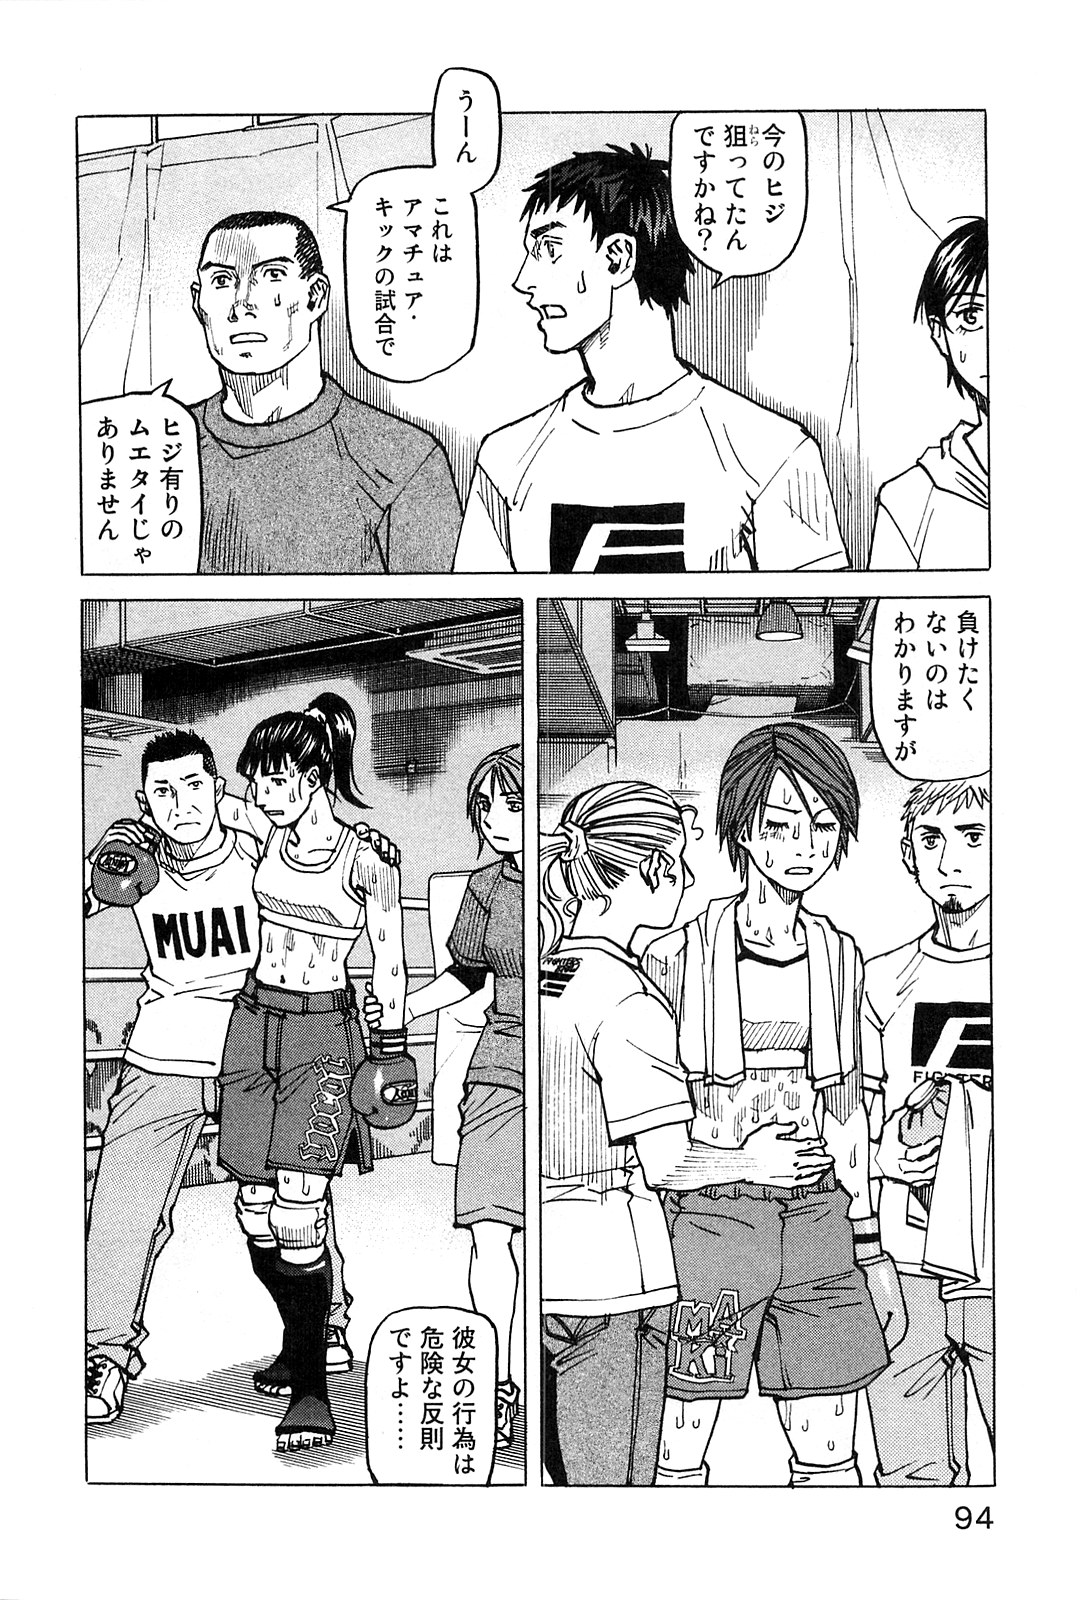 今のヒジ
狙ってたん
ねら
ですかね?
うーん
これは
アマチュア・
キックの試合で
ヒジ有りの
ムエタイじゃ
ありません
負けたく
ないのは
わかりますが
FIGHTER
MA
KI
MUAI
彼女の行為は
危険な反則
ですよ……
94